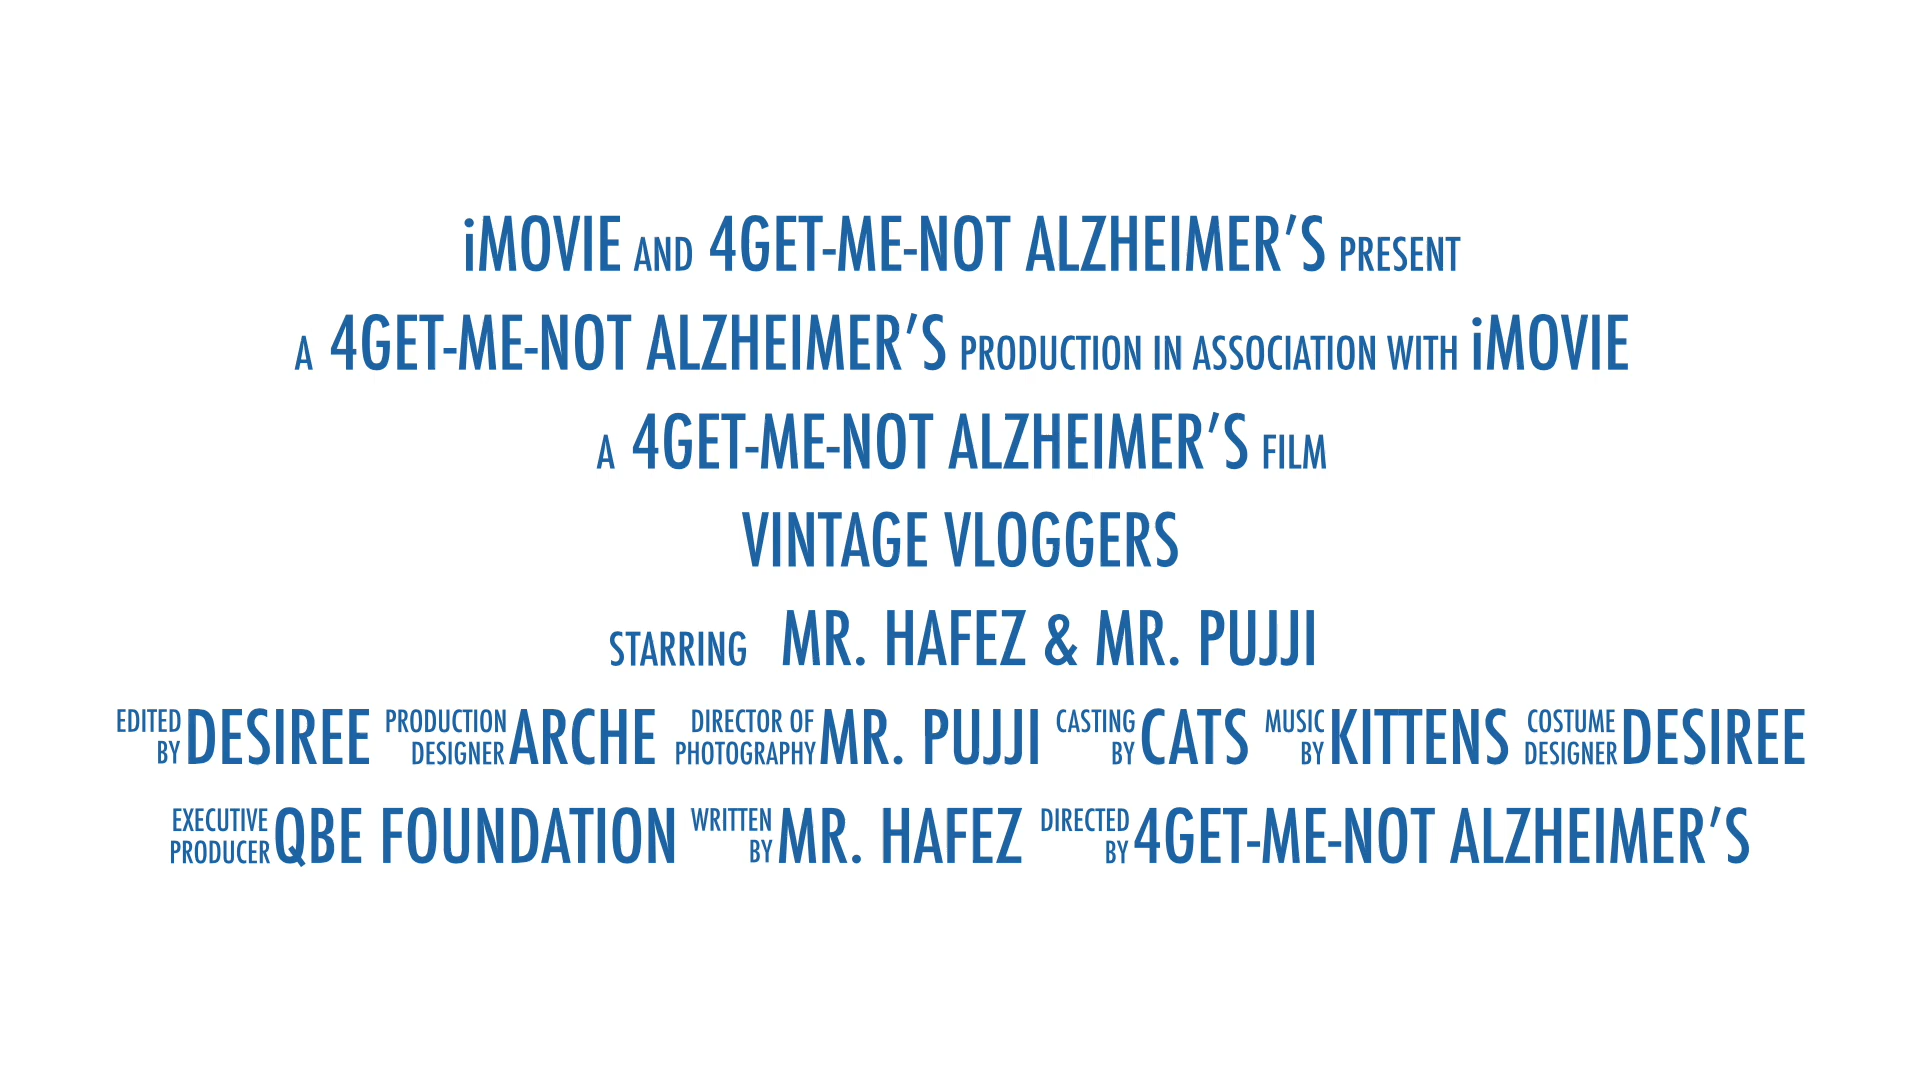 iMOVIE AND 4GET-ME-NOT ALZHEIMER’S PRESENT
A 4GET-ME-NOT ALZHEIMER’S PRODUCTION IN ASSOCIATION WITH iMOVIE
A 4GET-ME-NOT ALZHEIMER’S FILM
VINTAGE VLOGGERS
STARRING MR. HAFEZ & MR. PUJJI
EDITED BY DESIREE PRODUCTION DESIGNER ARCHE DIRECTOR OF PHOTOGRAPHY MR. PUJJI CASTING BY CATS MUSIC BY KITTENS COSTUME DESIGNER DESIREE
EXECUTIVE PRODUCER QBE FOUNDATION WRITTEN BY MR. HAFEZ DIRECTED BY 4GET-ME-NOT ALZHEIMER’S